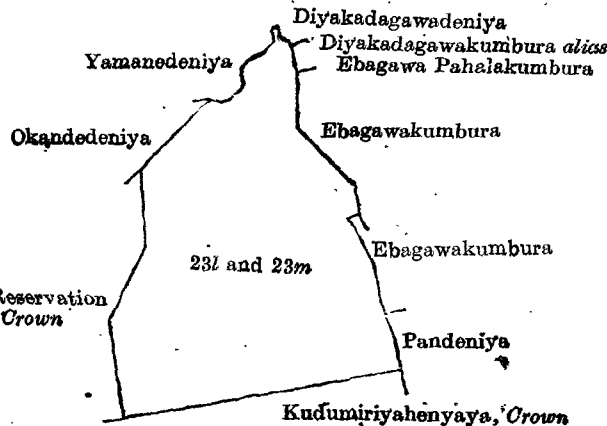 Diyakadagawadeniya
Diyakadagawakumbura alias
Ebagawa Pahalakumbura
Yamanedeniya
Okandedeniya
Ebagawakumbura
Ebagawakumbura
23l and 23m
Reservation
Crown
Pandeniya
Kudumiriyahenyaya, Crown